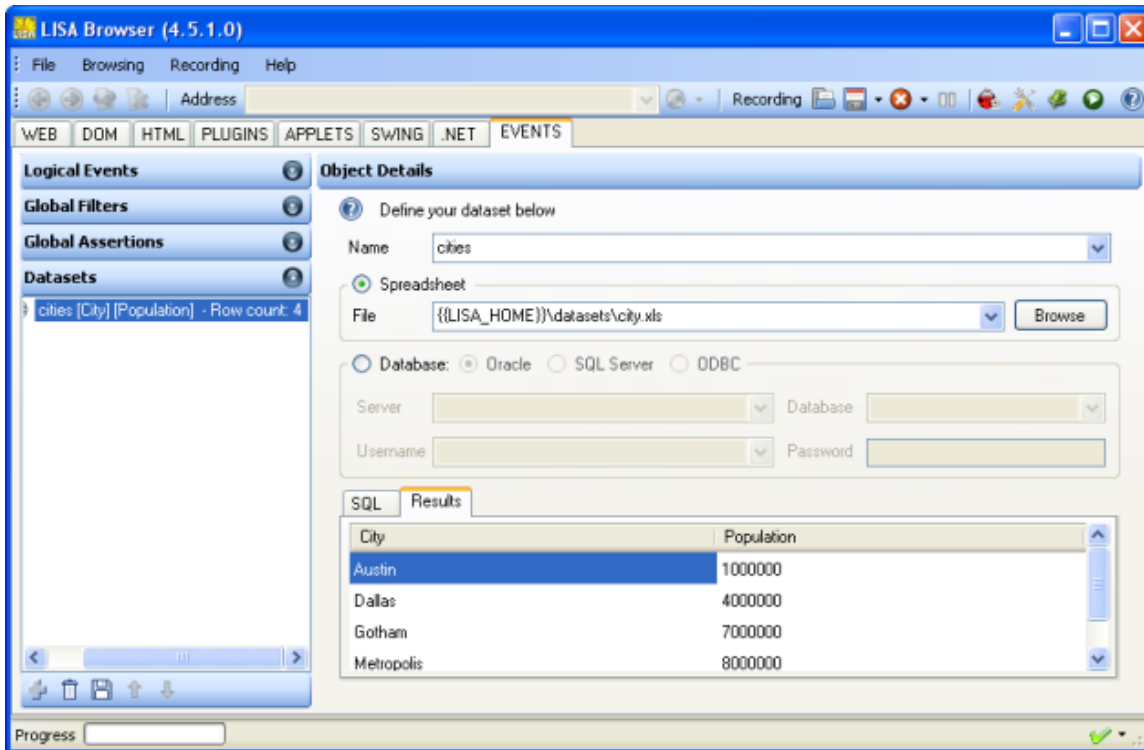 LISA Browser (4.5.1.0)
File Browsing Recording Help
Address Recording
WEB DOM HTML PLUGINS APPLETS SWING .NET EVENTS
Logical Events
Global Filters
Global Assertions
Datasets
cities [City] [Population] - Row count: 4
Object Details
Define your dataset below
Name cities
Spreadsheet
File {{LISA_HOME}}\datasets\city.xls Browse
Database: Oracle SQL Server ODBC
Server Database
Username Password
SQL Results
City Population
Austin 1000000
Dallas 4000000
Gotham 7000000
Metropolis 8000000
Progress